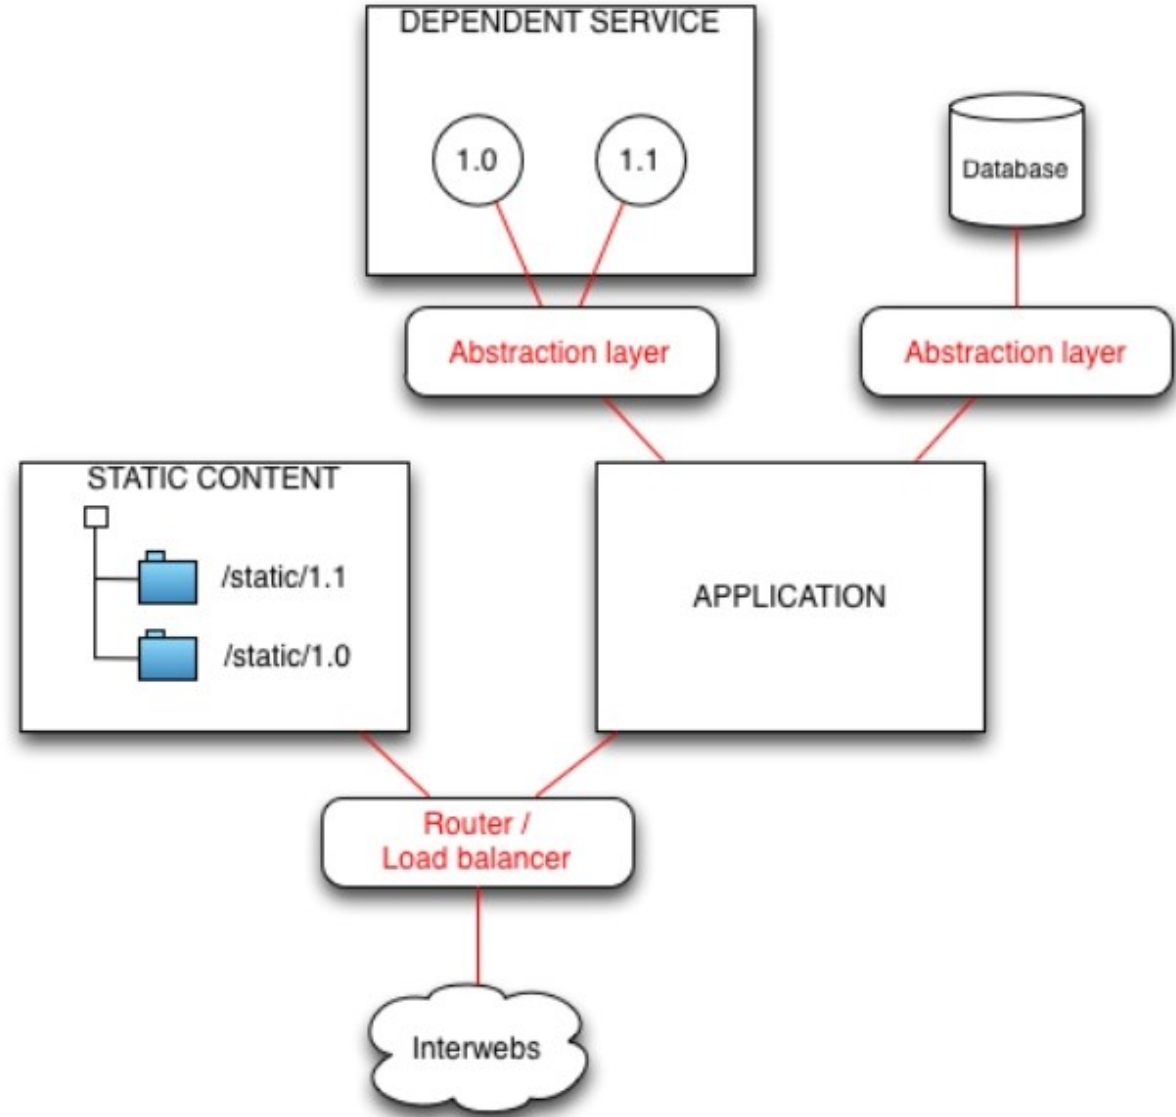 DEPENDENT SERVICE
1.0
1.1
Database
Abstraction layer
Abstraction layer
STATIC CONTENT
/static/1.1
/static/1.0
APPLICATION
Router /
Load balancer
Interwebs